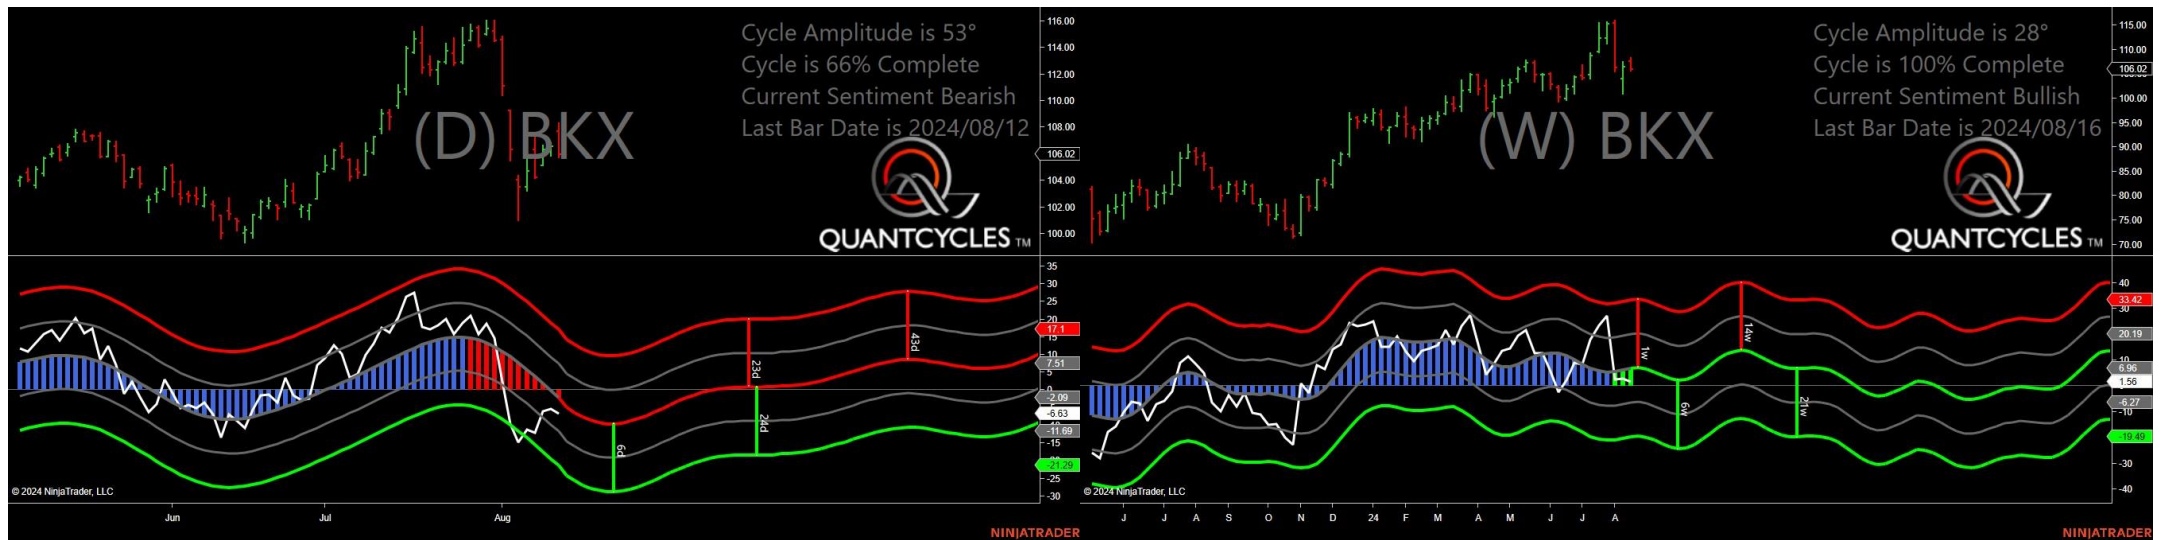 Cycle Amplitude is 53°
Cycle is 66% Complete
Current Sentiment Bearish
Last Bar Date is 2024/08/12
(D) BKX
QUANTCYCLES TM
116.00
114.00
112.00
110.00
108.00
106.02
104.00
102.00
100.00
35
30
25
20
17.1
15
10
7.51
0
-2.09
-6.63
-11.69
-15
-21.29
-25
-30
6d
23d
24d
43d
© 2024 NinjaTrader, LLC
Jun
Jul
Aug
NINJATRADER
Cycle Amplitude is 28°
Cycle is 100% Complete
Current Sentiment Bullish
Last Bar Date is 2024/08/16
(W) BKX
QUANTCYCLES TM
115.00
110.00
106.02
100.00
95.00
90.00
85.00
80.00
75.00
70.00
40
33.42
30
20.19
10
6.96
1.56
-6.27
-10
-19.49
-30
-40
1w
6w
14w
21w
© 2024 NinjaTrader, LLC
J J A S O N D 24 F M A M J J A
NINJATRADER